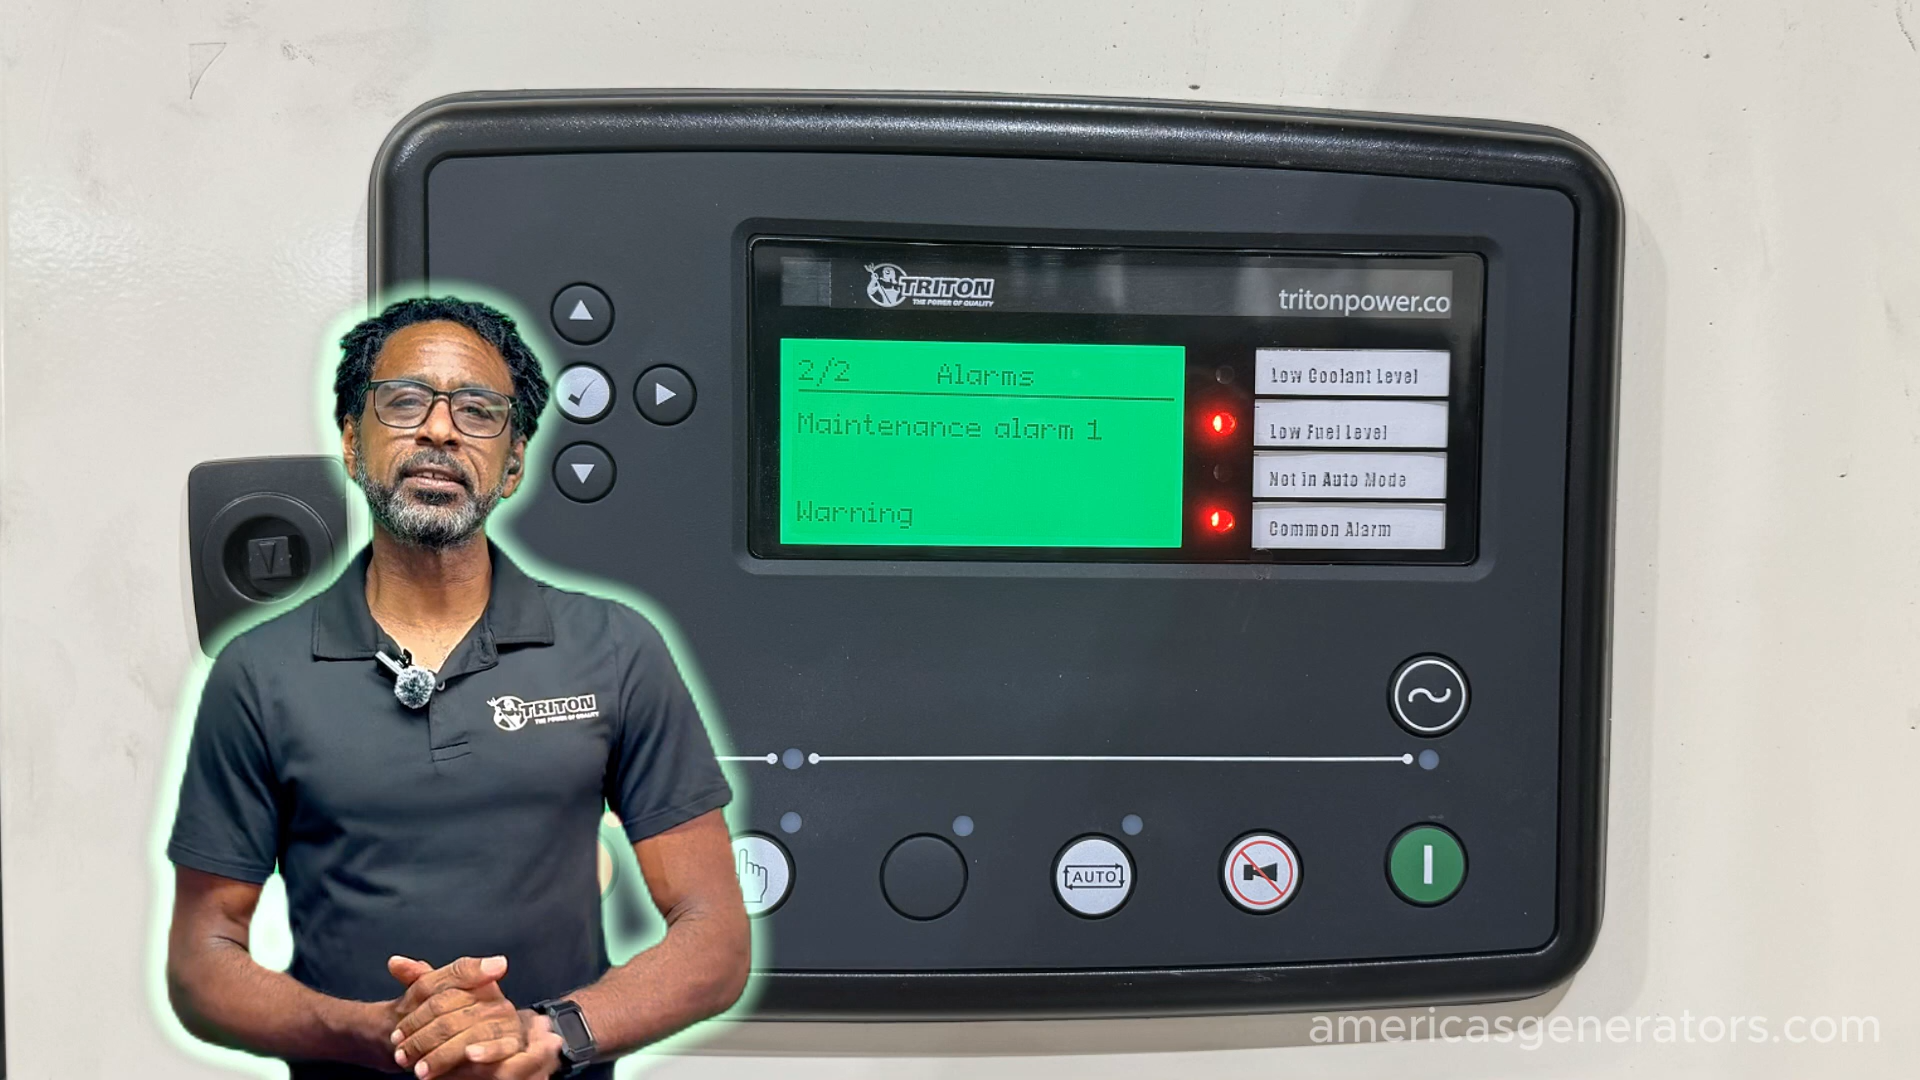 TRITON
THE POWER OF QUALITY
tritonpower.co
2/2 Alarms
Maintenance alarm 1
Warning
Low Coolant Level
Low Fuel Level
Not in Auto Mode
Common Alarm
TRITON
THE POWER OF QUALITY
AUTO
americasgenerators.com